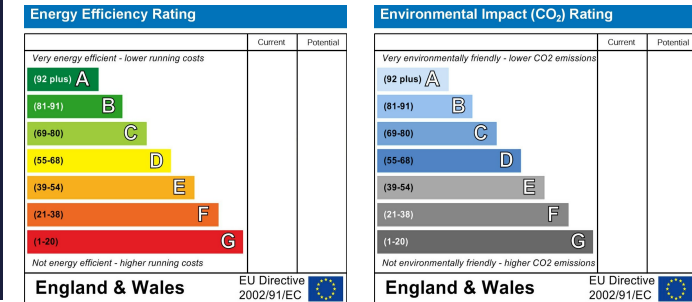 Energy Efficiency Rating
Current Potential
Very energy efficient - lower running costs
(92 plus) A
(81-91) B
(69-80) C
(55-68) D
(39-54) E
(21-38) F
(1-20) G
Not energy efficient - higher running costs
England & Wales
EU Directive
2002/91/EC
Environmental Impact (CO₂) Rating
Current Potential
Very environmentally friendly - lower CO2 emissions
(92 plus) A
(81-91) B
(69-80) C
(55-68) D
(39-54) E
(21-38) F
(1-20) G
Not environmentally friendly - higher CO2 emissions
England & Wales
EU Directive
2002/91/EC